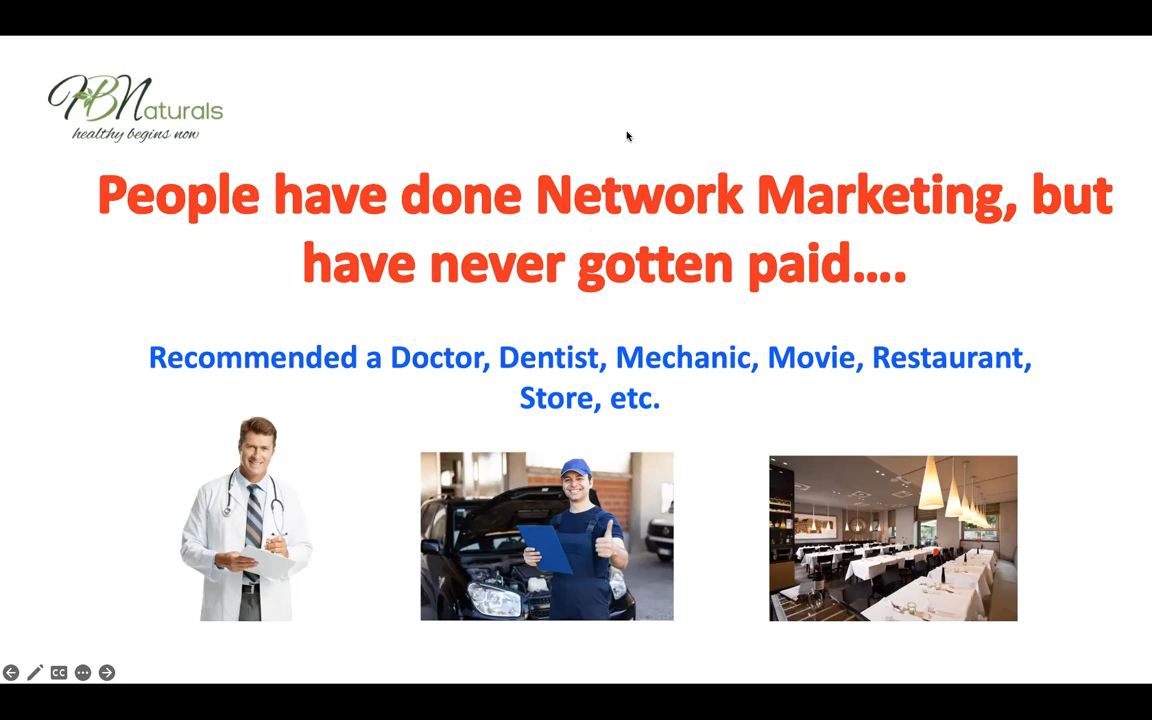 HBNaturals
healthy begins now
People have done Network Marketing, but
have never gotten paid....
Recommended a Doctor, Dentist, Mechanic, Movie, Restaurant,
Store, etc.
CC